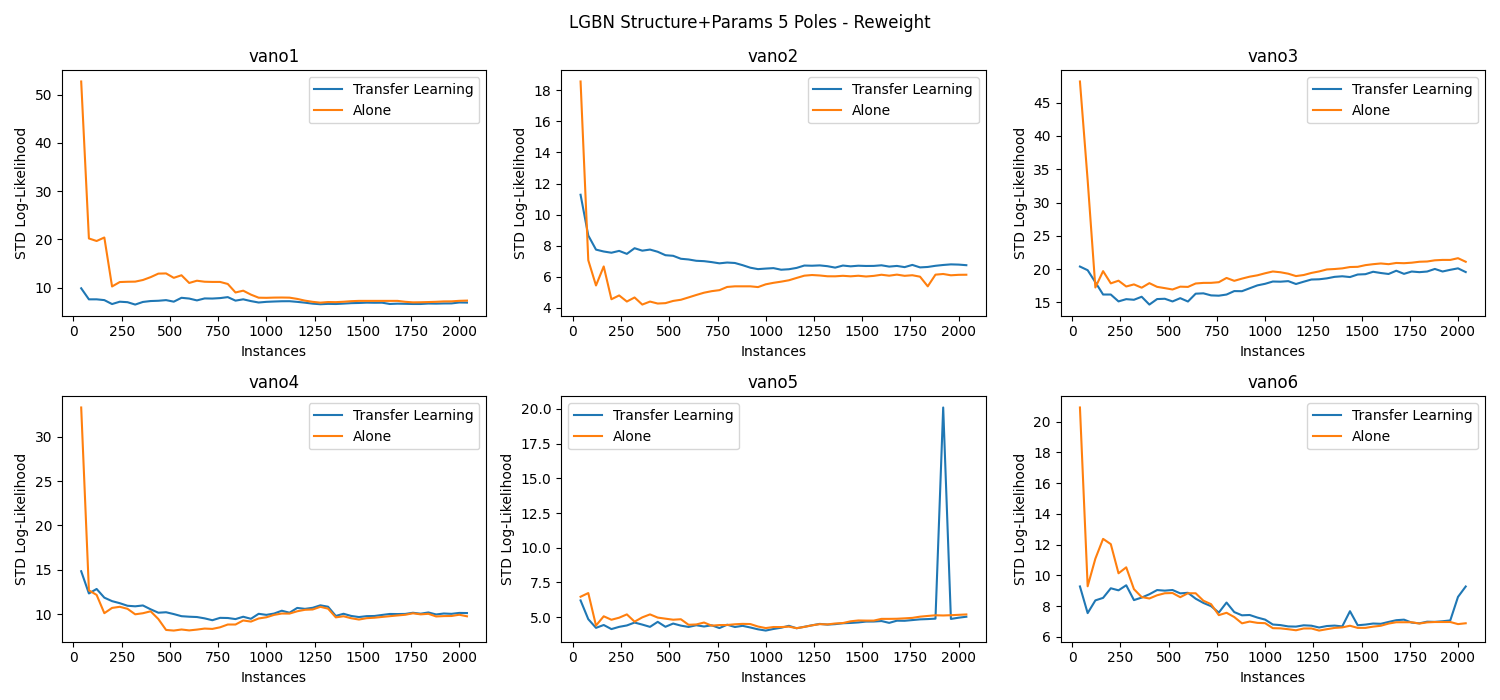 LGBN Structure+Params 5 Poles - Reweight
vano1
STD Log-Likelihood
50
40
30
20
10
Transfer Learning
Alone
0 250 500 750 1000 1250 1500 1750 2000
Instances
vano2
STD Log-Likelihood
18
16
14
12
10
8
6
4
Transfer Learning
Alone
0 250 500 750 1000 1250 1500 1750 2000
Instances
vano3
STD Log-Likelihood
45
40
35
30
25
20
15
Transfer Learning
Alone
0 250 500 750 1000 1250 1500 1750 2000
Instances
vano4
STD Log-Likelihood
30
25
20
15
10
Transfer Learning
Alone
0 250 500 750 1000 1250 1500 1750 2000
Instances
vano5
STD Log-Likelihood
20.0
17.5
15.0
12.5
10.0
7.5
5.0
Transfer Learning
Alone
0 250 500 750 1000 1250 1500 1750 2000
Instances
vano6
STD Log-Likelihood
20
18
16
14
12
10
8
6
Transfer Learning
Alone
0 250 500 750 1000 1250 1500 1750 2000
Instances